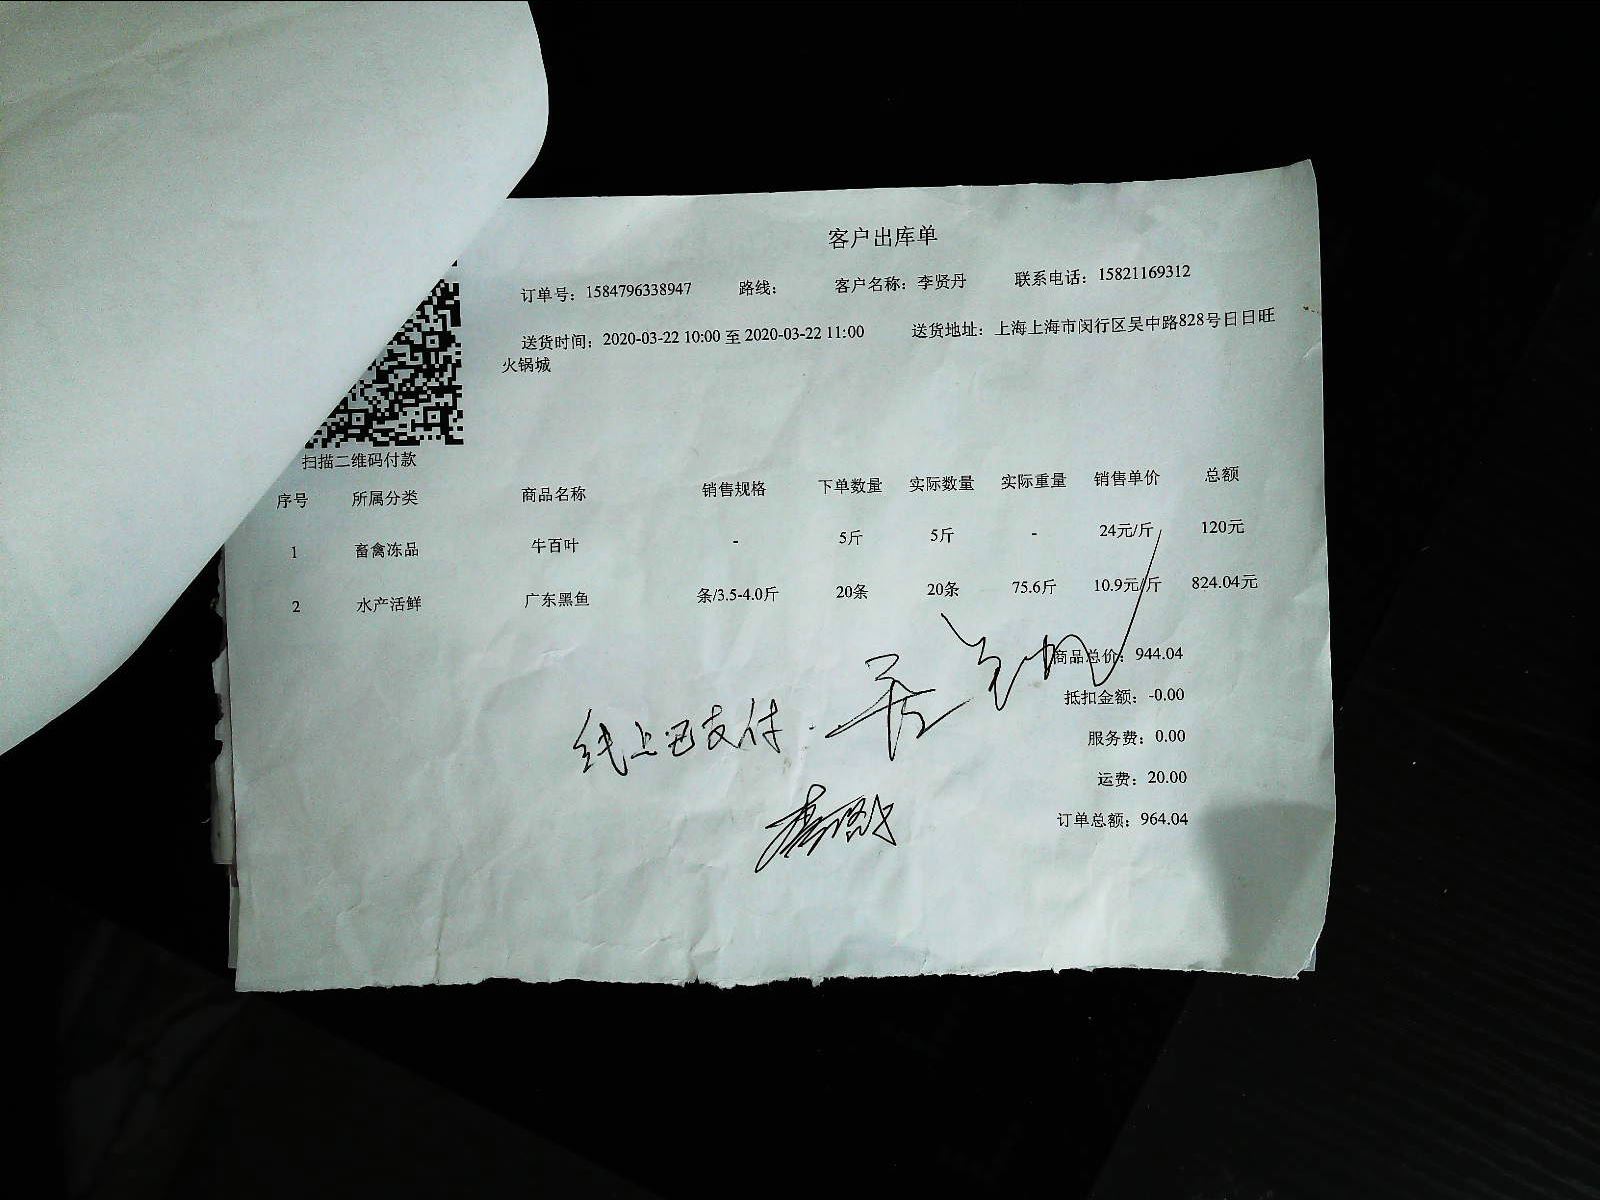 客户出库单
订单号：1584796338947 路线： 客户名称：李贤丹 联系电话：15821169312
送货时间：2020-03-22 10:00 至 2020-03-22 11:00 送货地址：上海上海市闵行区吴中路828号日日旺
火锅城
扫描二维码付款
序号 所属分类 商品名称 销售规格 下单数量 实际数量 实际重量 销售单价 总额
1 畜禽冻品 牛百叶 - 5斤 5斤 - 24元/斤 120元
2 水产活鲜 广东黑鱼 条/3.5-4.0斤 20条 20条 75.6斤 10.9元/斤 824.04元
商品总价：944.04
抵扣金额：-0.00
服务费：0.00
运费：20.00
订单总额：964.04
线上已支付.